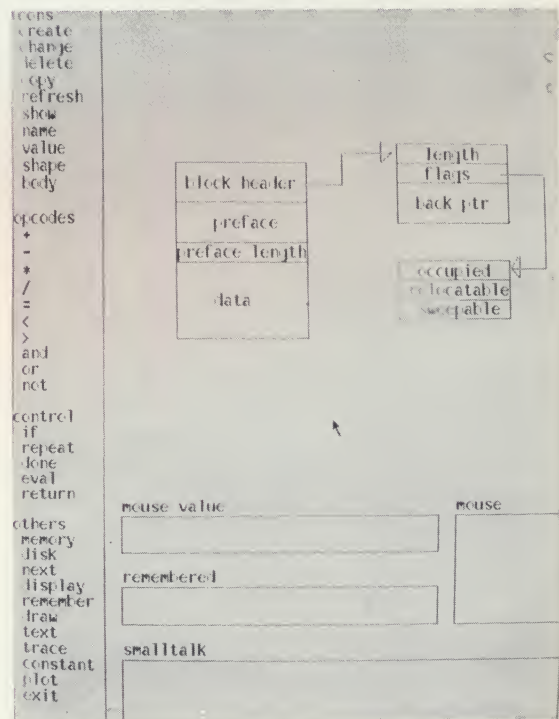 icons
create
change
delete
copy
refresh
show
name
value
shape
body
opcodes
+
-
*
/
=
<
>
and
or
not
control
if
repeat
done
eval
return
others
memory
disk
next
display
remember
draw
text
trace
constant
plot
exit
block header
preface
preface length
data
length
flags
back ptr
occupied
relocatable
sweepable
mouse value
mouse
remembered
smalltalk